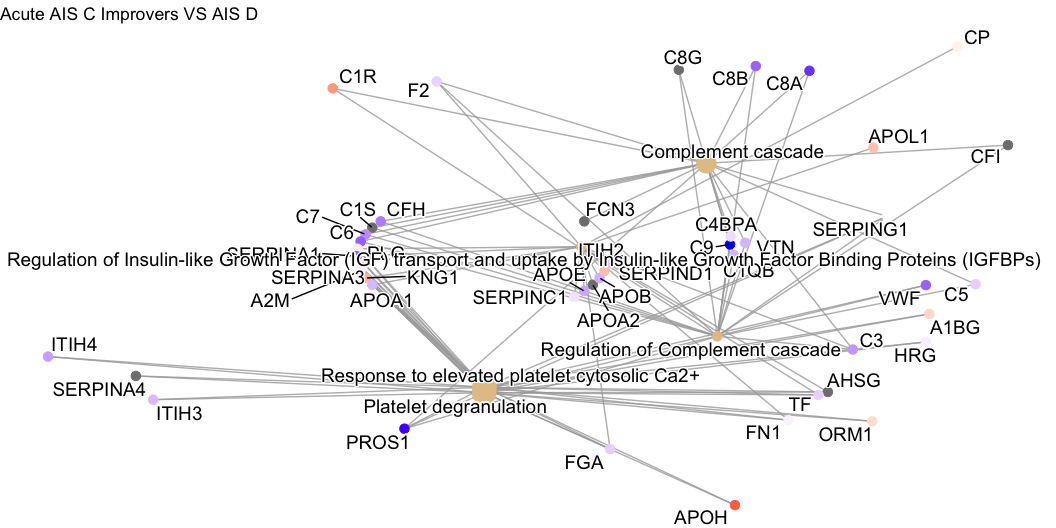 Acute AIS C Improvers VS AIS D
CP
C8G
C1R
C8B
C8A
F2
APOL1
Complement cascade
CFI
C1S
CFH
FCN3
C7
C4BPA
SERPING1
C6
C9
VTN
ITIH2
SERPINA1
PLG
Regulation of Insulin-like Growth Factor (IGF) transport and uptake by Insulin-like Growth Factor Binding Proteins (IGFBPs)
C1QB
APOE
SERPIND1
SERPINA3
KNG1
SERPINC1
APOB
A2M
APOA1
VWF
C5
APOA2
A1BG
ITIH4
Regulation of Complement cascade
C3
HRG
Response to elevated platelet cytosolic Ca2+
SERPINA4
AHSG
ITIH3
Platelet degranulation
TF
PROS1
FN1
ORM1
FGA
APOH